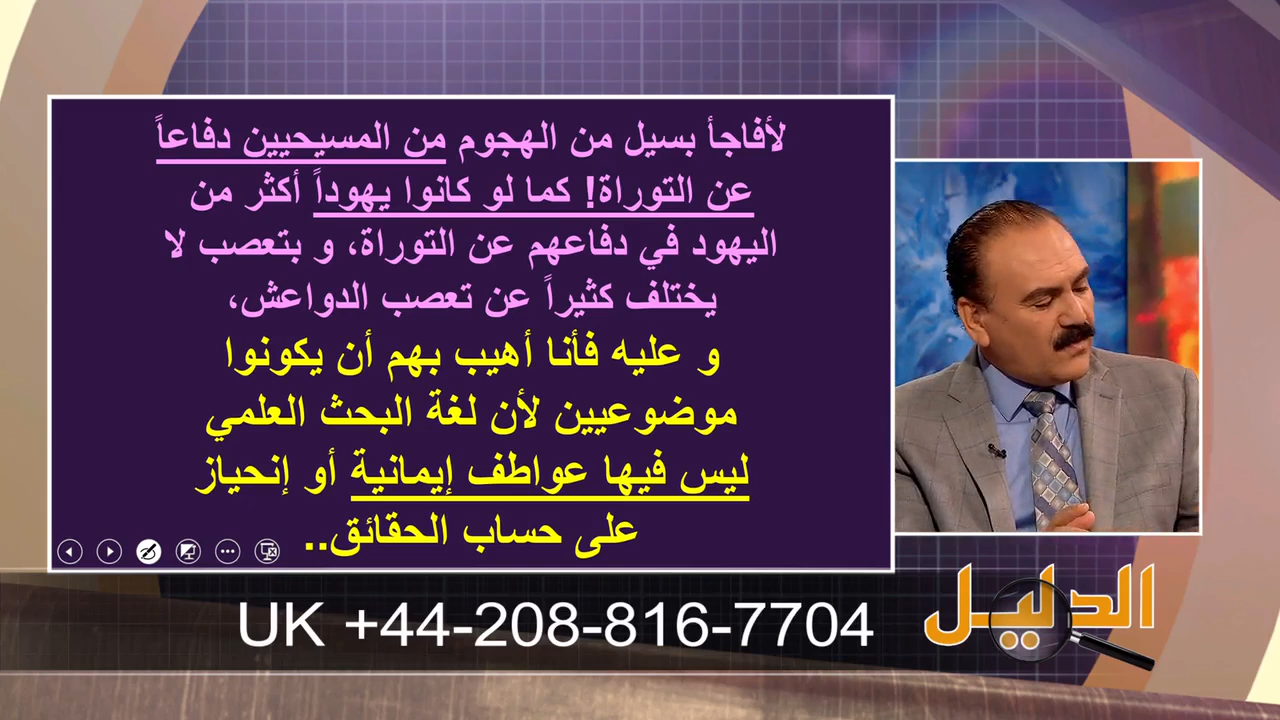 لأفاجأ بسيل من الهجوم من المسيحيين دفاعاً
عن التوراة! كما لو كانوا يهوداً أكثر من
اليهود في دفاعهم عن التوراة، و بتعصب لا
يختلف كثيراً عن تعصب الدواعش،
و عليه فأنا أهيب بهم أن يكونوا
موضوعيين لأن لغة البحث العلمي
ليس فيها عواطف إيمانية أو إنحياز
على حساب الحقائق..
UK +44-208-816-7704
الدليل